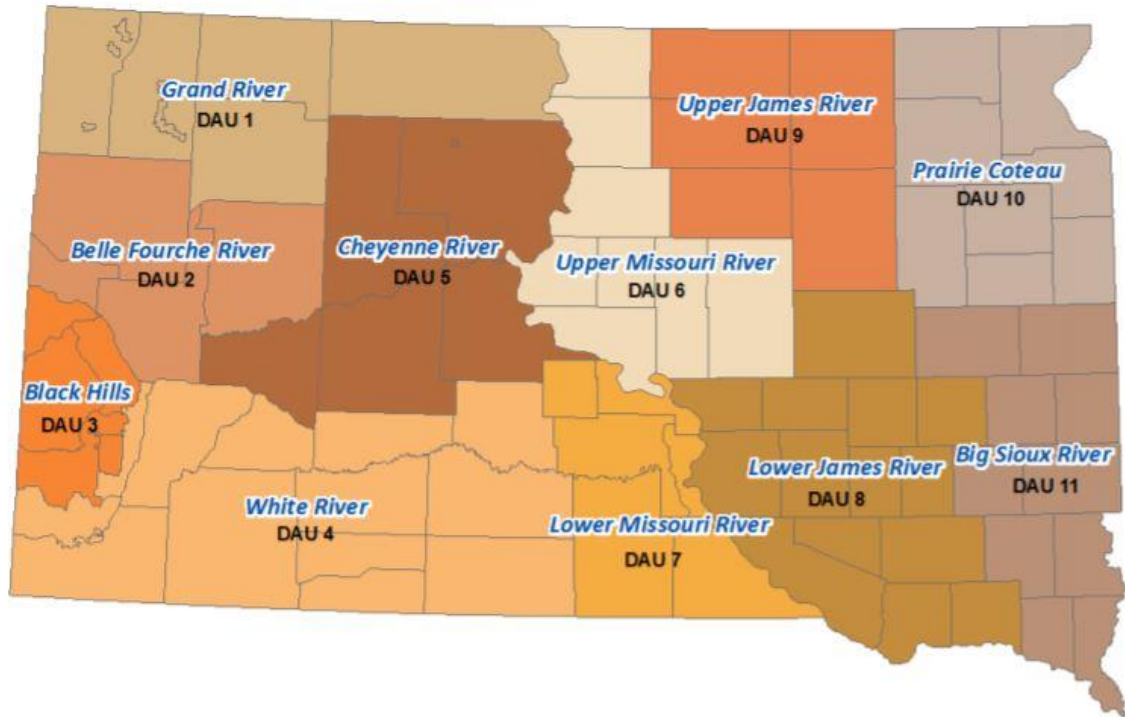 Grand River
DAU 1
Upper James River
DAU 9
Prairie Coteau
DAU 10
Belle Fourche River
DAU 2
Cheyenne River
DAU 5
Upper Missouri River
DAU 6
Black Hills
DAU 3
White River
DAU 4
Lower Missouri River
DAU 7
Lower James River
DAU 8
Big Sioux River
DAU 11